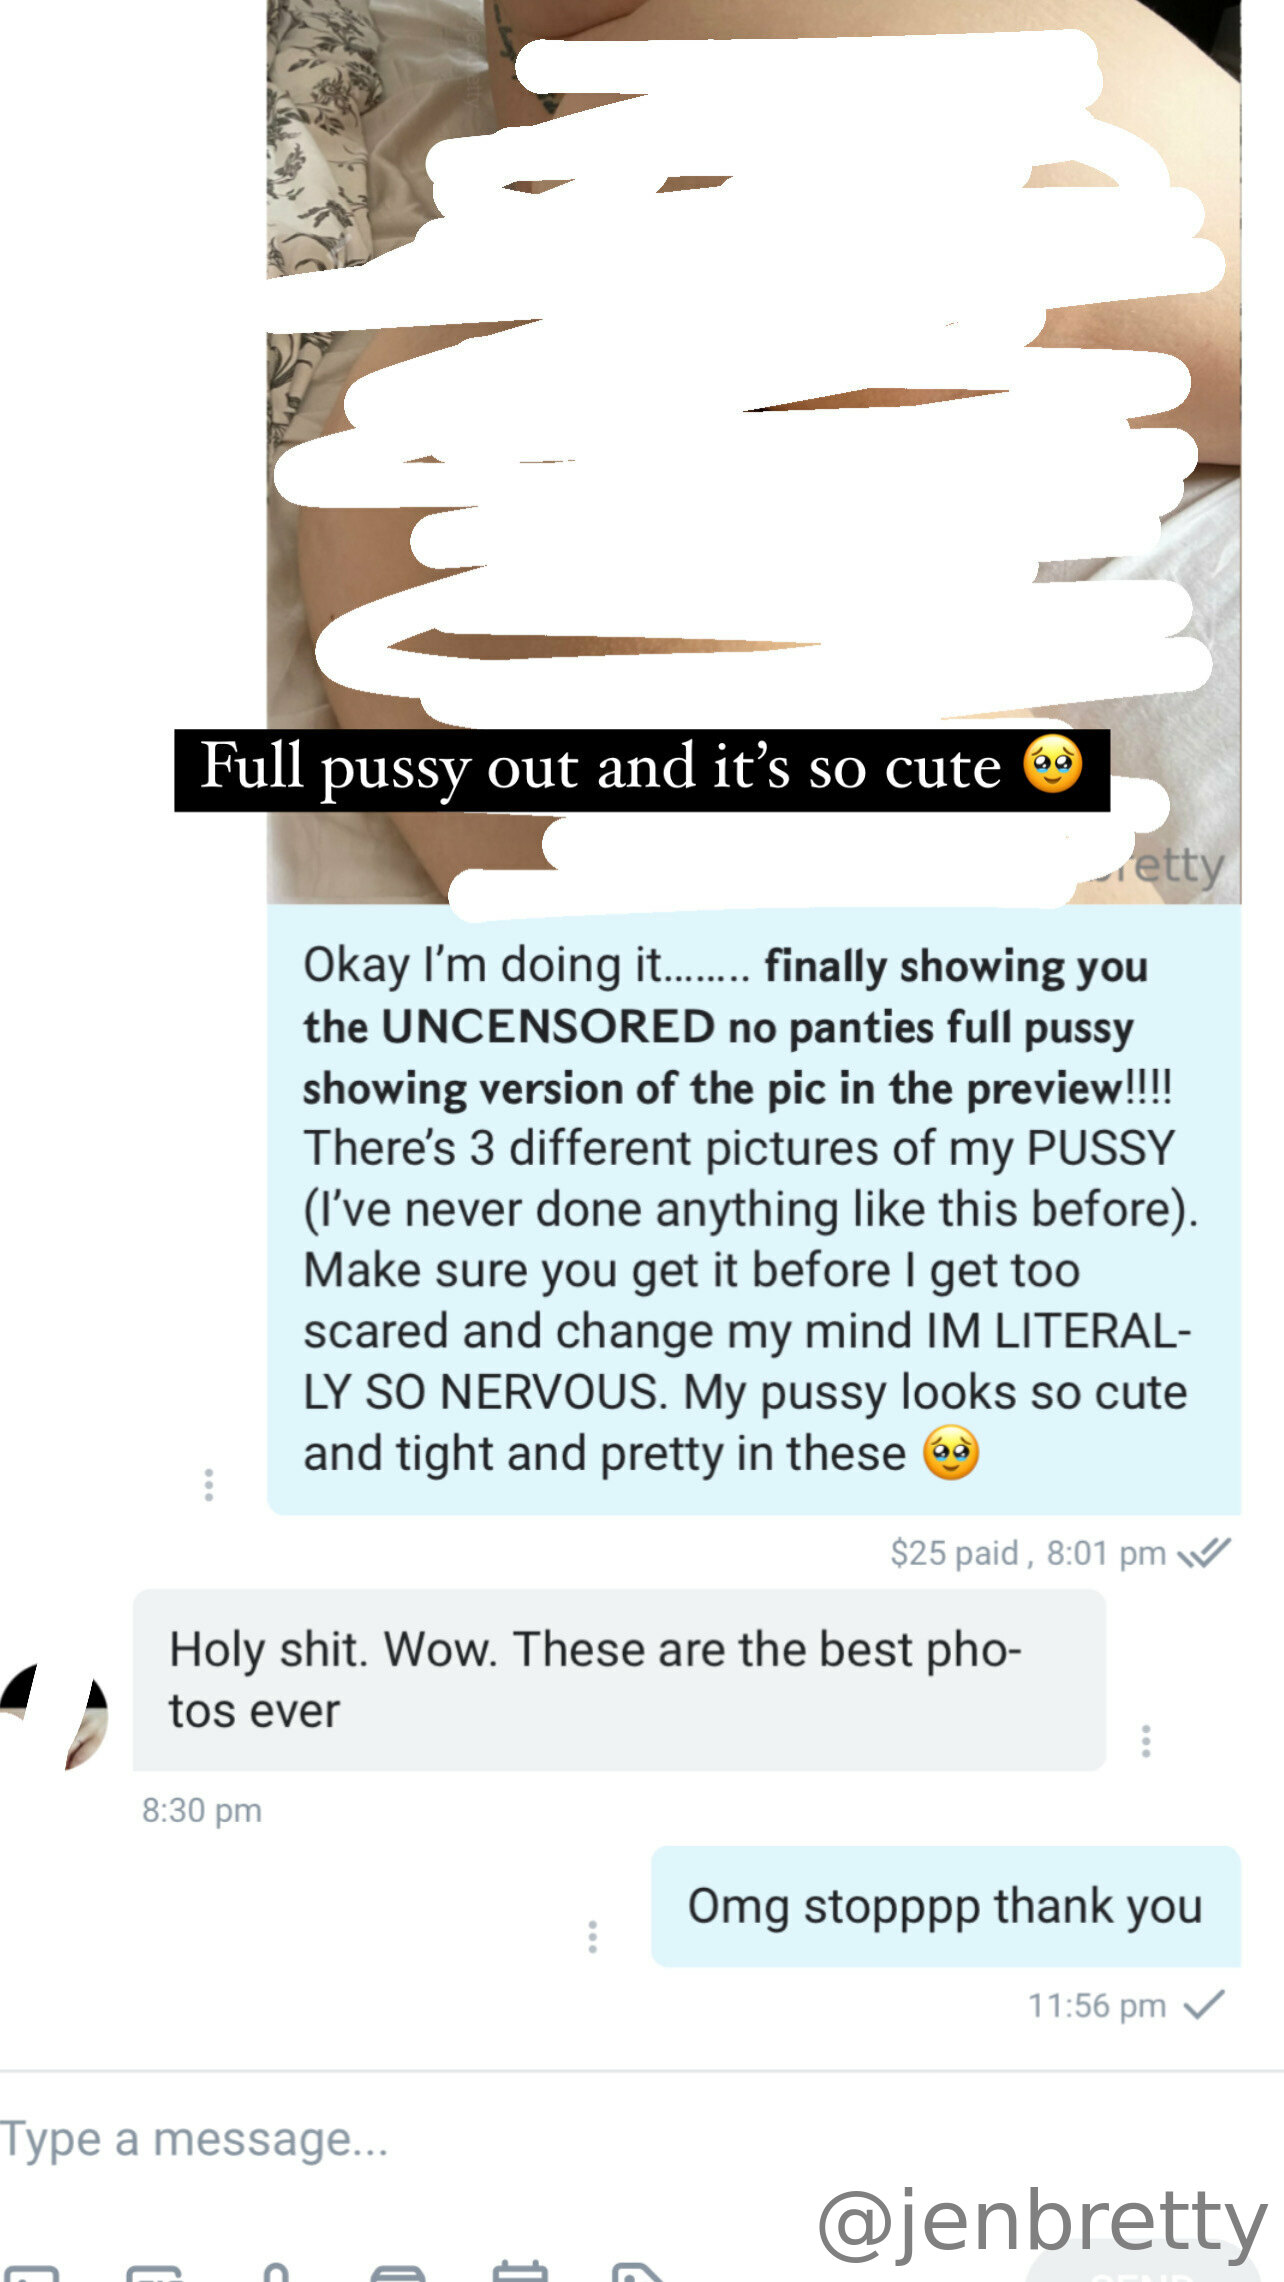 Full pussy out and it’s so cute 🥹
retty
Okay I’m doing it........ finally showing you
the UNCENSORED no panties full pussy
showing version of the pic in the preview!!!!
There’s 3 different pictures of my PUSSY
(I’ve never done anything like this before).
Make sure you get it before I get too
scared and change my mind IM LITERAL-
LY SO NERVOUS. My pussy looks so cute
and tight and pretty in these 🥹
$25 paid , 8:01 pm
Holy shit. Wow. These are the best pho-
tos ever
8:30 pm
Omg stopppp thank you
11:56 pm
Type a message...
@jenbretty